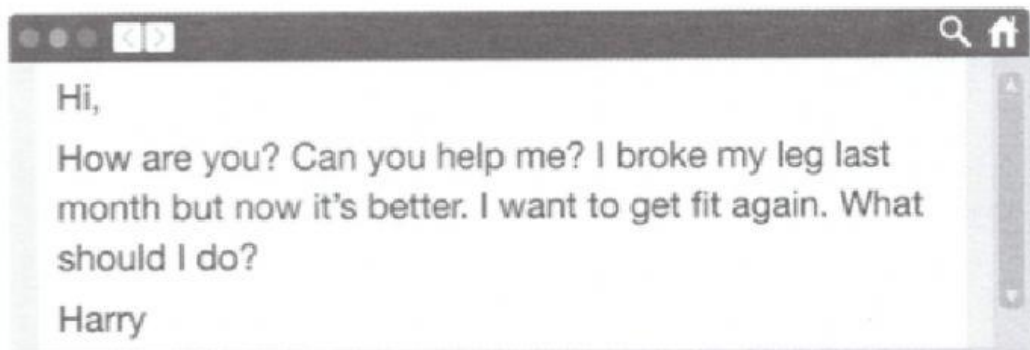 Hi,
How are you? Can you help me? I broke my leg last
month but now it's better. I want to get fit again. What
should I do?
Harry